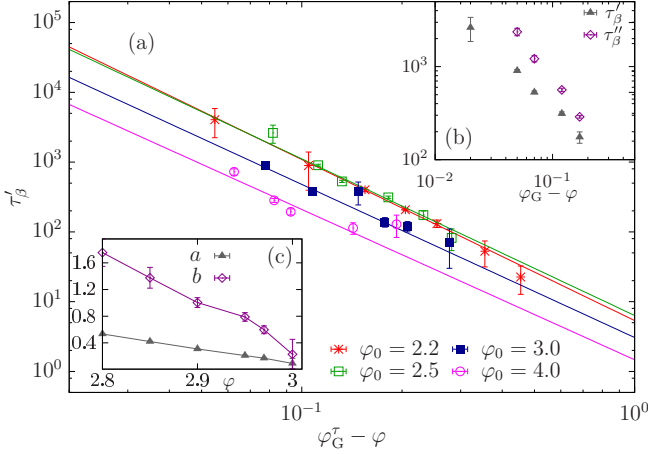 (a)
10^5
10^4
10^3
10^2
10^1
10^0
τ′_β
10^−1
10^0
φ^τ_G − φ
φ_0 = 2.2
φ_0 = 2.5
φ_0 = 3.0
φ_0 = 4.0
(b)
τ′_β
τ″_β
10^3
10^2
10^−2
10^−1
φ_G − φ
(c)
a
b
1.6
1.2
0.8
0.4
2.8
2.9
φ
3